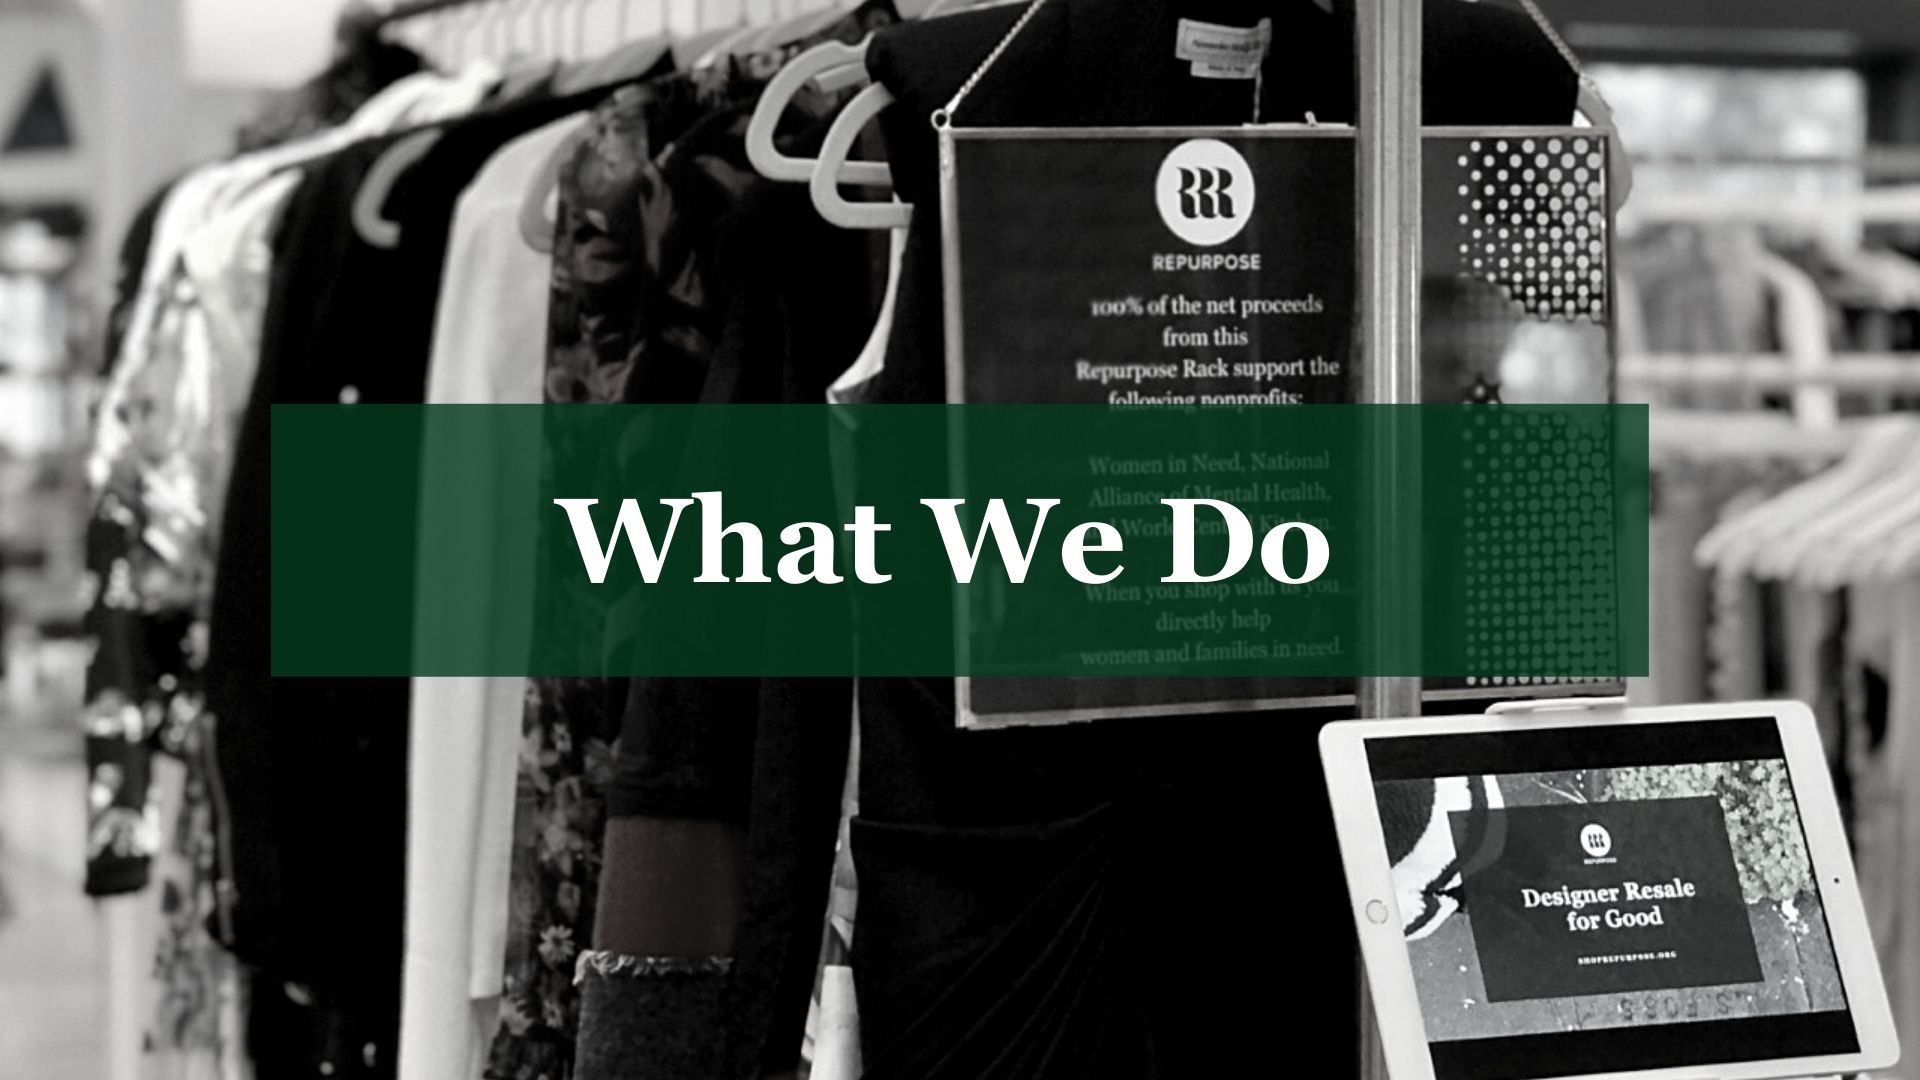 REPURPOSE
100% of the net proceeds
from this
Repurpose Rack support the
following nonprofits:
Women in Need, National
Alliance of Mental Health,
World Central Kitchen.
What We Do
When you shop with us you
directly help
women and families in need.
REPURPOSE
Designer Resale
for Good
SHOPREPURPOSE.ORG